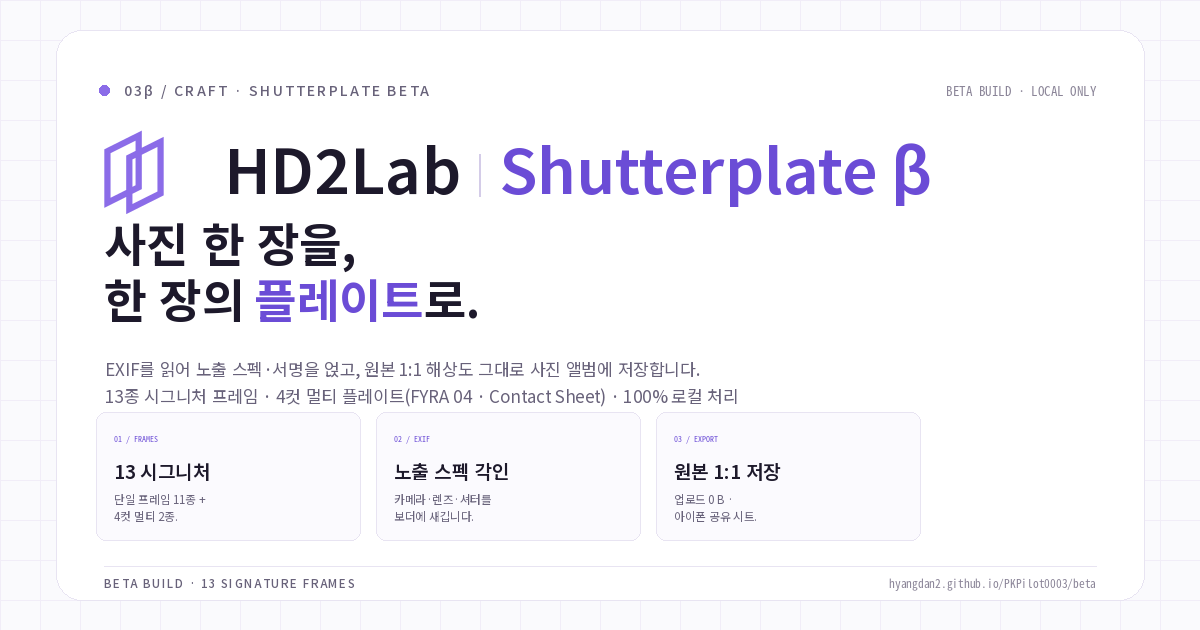 03β / CRAFT · SHUTTERPLATE BETA
BETA BUILD · LOCAL ONLY
HD2Lab | Shutterplate β
사진 한 장을,
한 장의 플레이트로.
EXIF를 읽어 노출 스펙·서명을 얹고, 원본 1:1 해상도 그대로 사진 앨범에 저장합니다.
13종 시그니처 프레임 · 4컷 멀티 플레이트(FYRA 04 · Contact Sheet) · 100% 로컬 처리
01 / FRAMES
13 시그니처
단일 프레임 11종 +
4컷 멀티 2종.
02 / EXIF
노출 스펙 각인
카메라·렌즈·셔터를
보더에 새깁니다.
03 / EXPORT
원본 1:1 저장
업로드 0 B ·
아이폰 공유 시트.
BETA BUILD · 13 SIGNATURE FRAMES
hyangdan2.github.io/PKPilot0003/beta